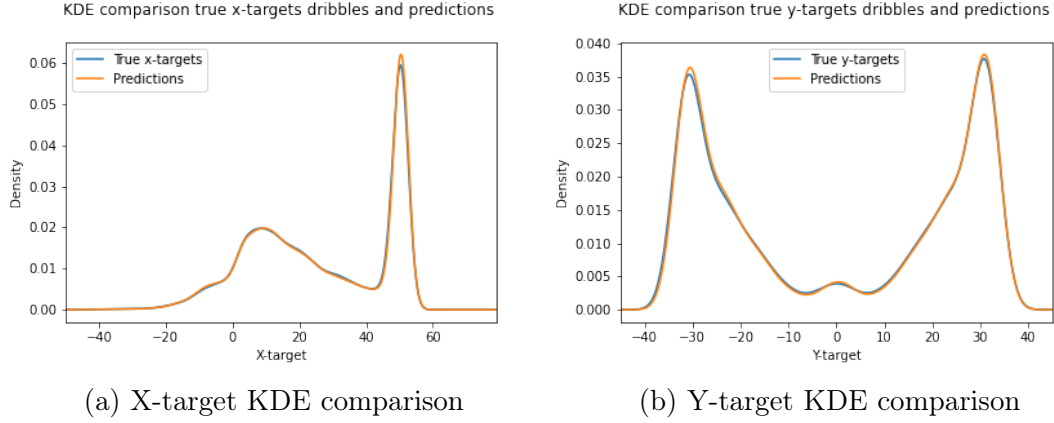 KDE comparison true x-targets dribbles and predictions
True x-targets
Predictions
0.06
0.05
0.04
0.03
0.02
0.01
0.00
Density
−40 −20 0 20 40 60
X-target
(a) X-target KDE comparison
KDE comparison true y-targets dribbles and predictions
True y-targets
Predictions
0.040
0.035
0.030
0.025
0.020
0.015
0.010
0.005
0.000
Density
−40 −30 −20 −10 0 10 20 30 40
Y-target
(b) Y-target KDE comparison